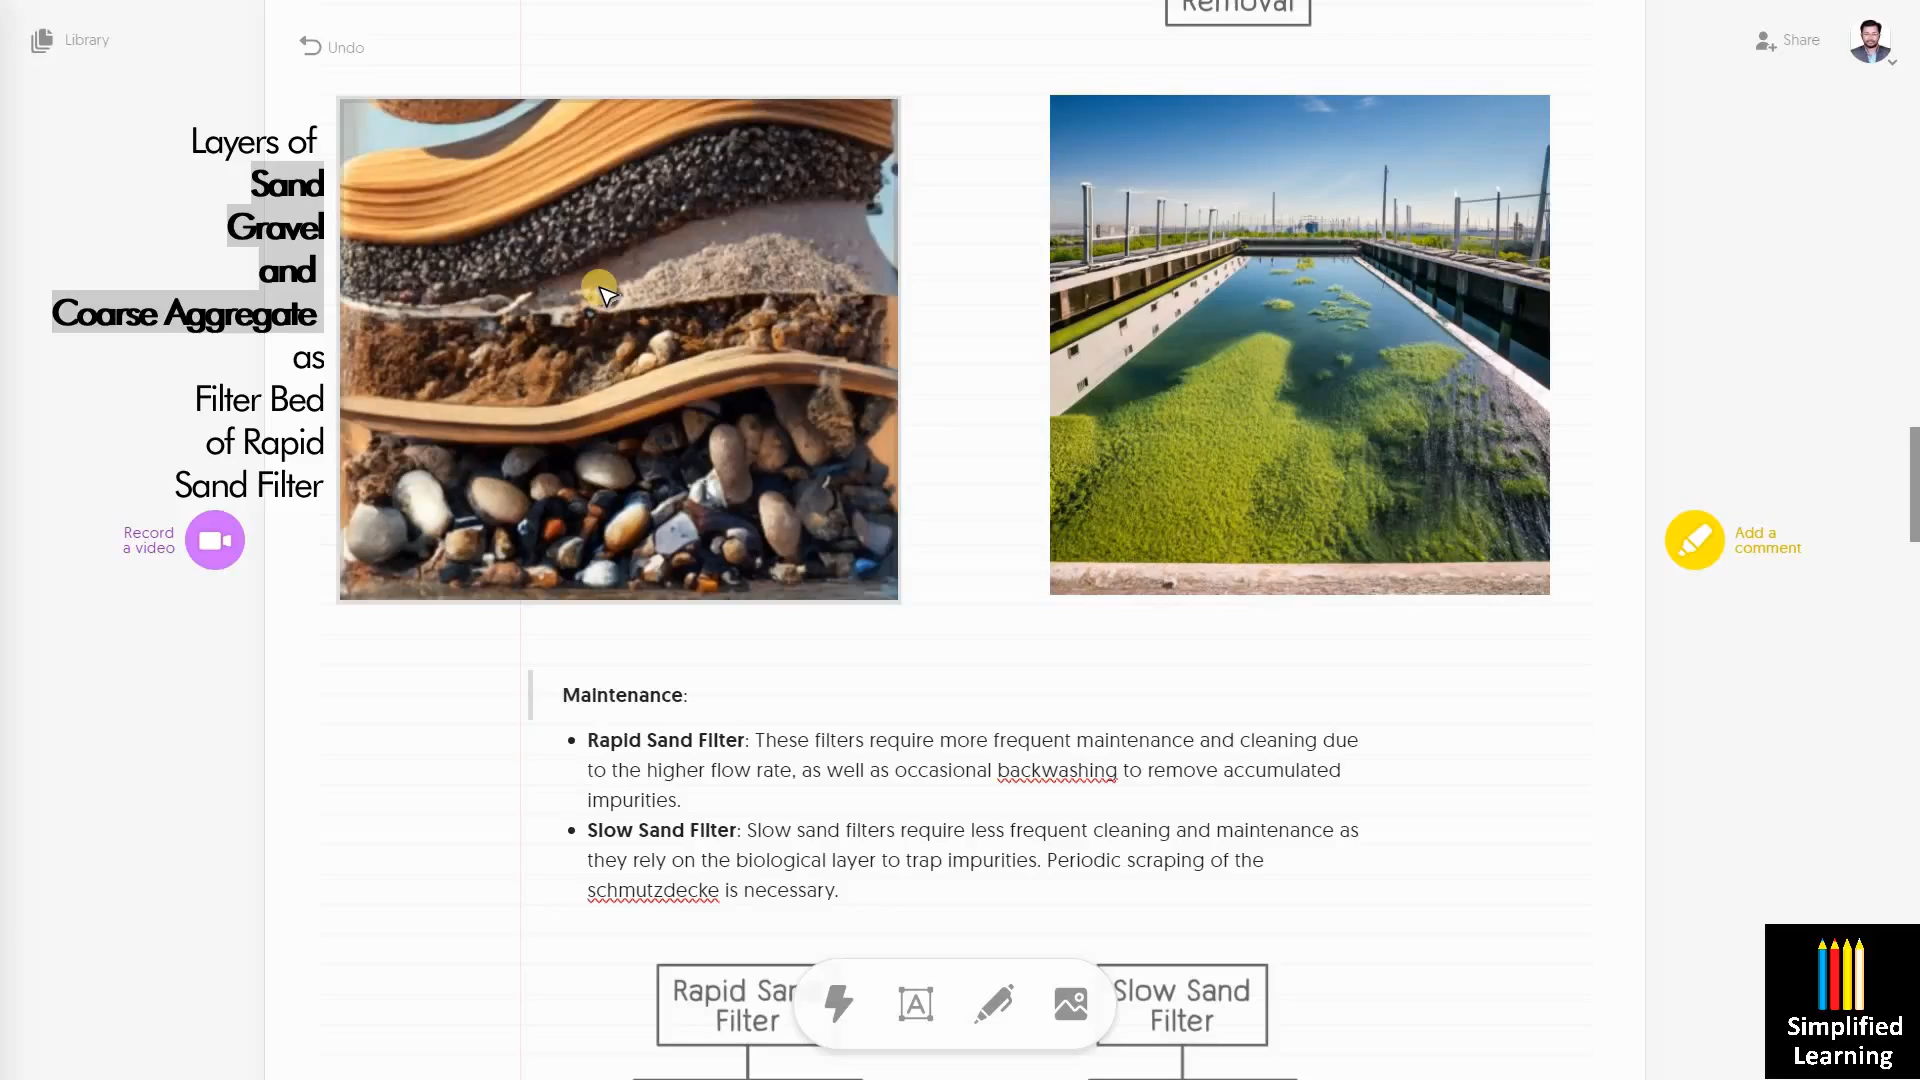 Removal
Library
Undo
Share
Layers of
Sand
Gravel
and
Coarse Aggregate
as
Filter Bed
of Rapid
Sand Filter
Record
a video
Add a
comment
Maintenance:
Rapid Sand Filter: These filters require more frequent maintenance and cleaning due
to the higher flow rate, as well as occasional backwashing to remove accumulated
impurities.
Slow Sand Filter: Slow sand filters require less frequent cleaning and maintenance as
they rely on the biological layer to trap impurities. Periodic scraping of the
schmutzdecke is necessary.
Rapid San
Filter
A
Slow Sand
Filter
Simplified
Learning